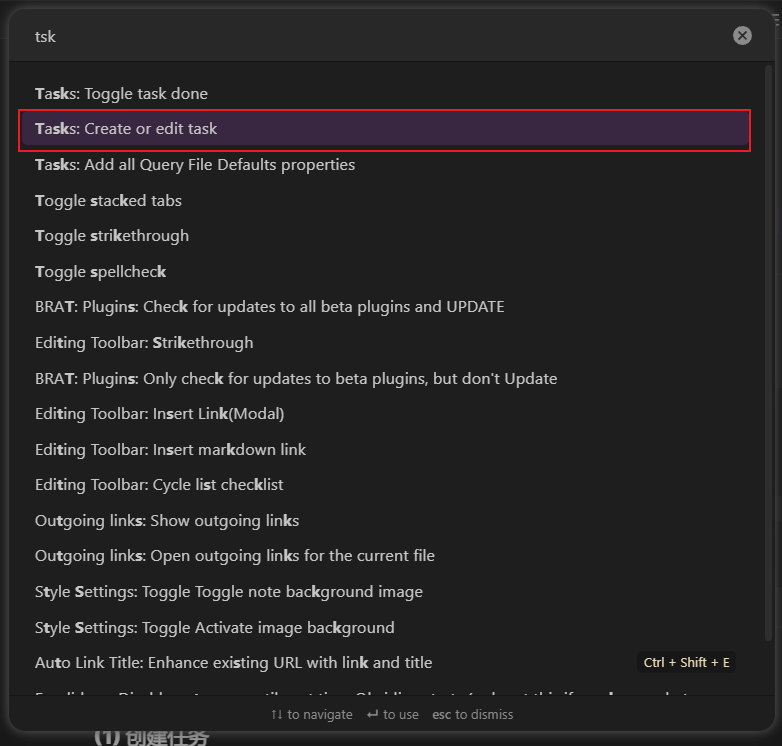 tsk
Tasks: Toggle task done
Tasks: Create or edit task
Tasks: Add all Query File Defaults properties
Toggle stacked tabs
Toggle strikethrough
Toggle spellcheck
BRAT: Plugins: Check for updates to all beta plugins and UPDATE
Editing Toolbar: Strikethrough
BRAT: Plugins: Only check for updates to beta plugins, but don't Update
Editing Toolbar: Insert Link(Modal)
Editing Toolbar: Insert markdown link
Editing Toolbar: Cycle list checklist
Outgoing links: Show outgoing links
Outgoing links: Open outgoing links for the current file
Style Settings: Toggle Toggle note background image
Style Settings: Toggle Activate image background
Auto Link Title: Enhance existing URL with link and title Ctrl + Shift + E
↑↓ to navigate ↵ to use esc to dismiss
(1) 创建任务